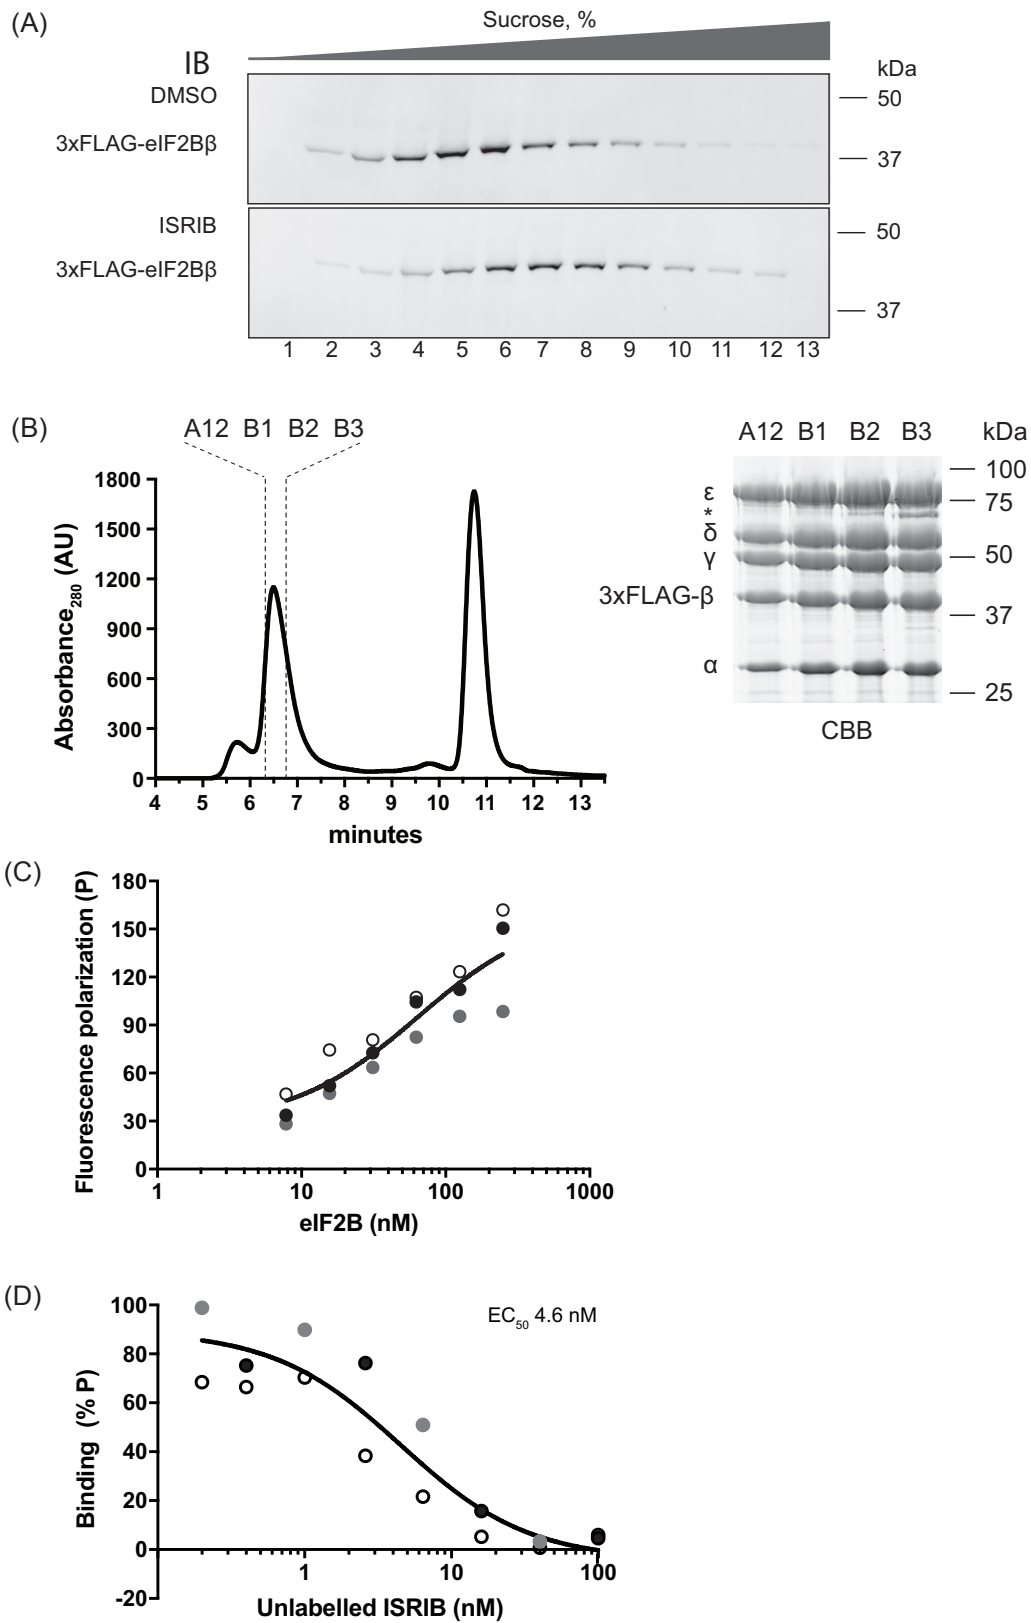 (A)
Sucrose, %
IB
kDa
DMSO
50
3xFLAG-eIF2Bβ
37
ISRIB
50
3xFLAG-eIF2Bβ
37
1 2 3 4 5 6 7 8 9 10 11 12 13
(B)
A12 B1 B2 B3
A12 B1 B2 B3 kDa
1800
1500
1200
900
600
300
0
Absorbance280 (AU)
4 5 6 7 8 9 10 11 12 13
minutes
100
ε
75
*
δ
γ
50
3xFLAG-β
37
α
25
CBB
(C)
180
150
120
90
60
30
0
Fluorescence polarization (P)
1 10 100 1000
eIF2B (nM)
(D)
100
80
60
40
20
0
-20
Binding (% P)
EC50 4.6 nM
1 10 100
Unlabelled ISRIB (nM)